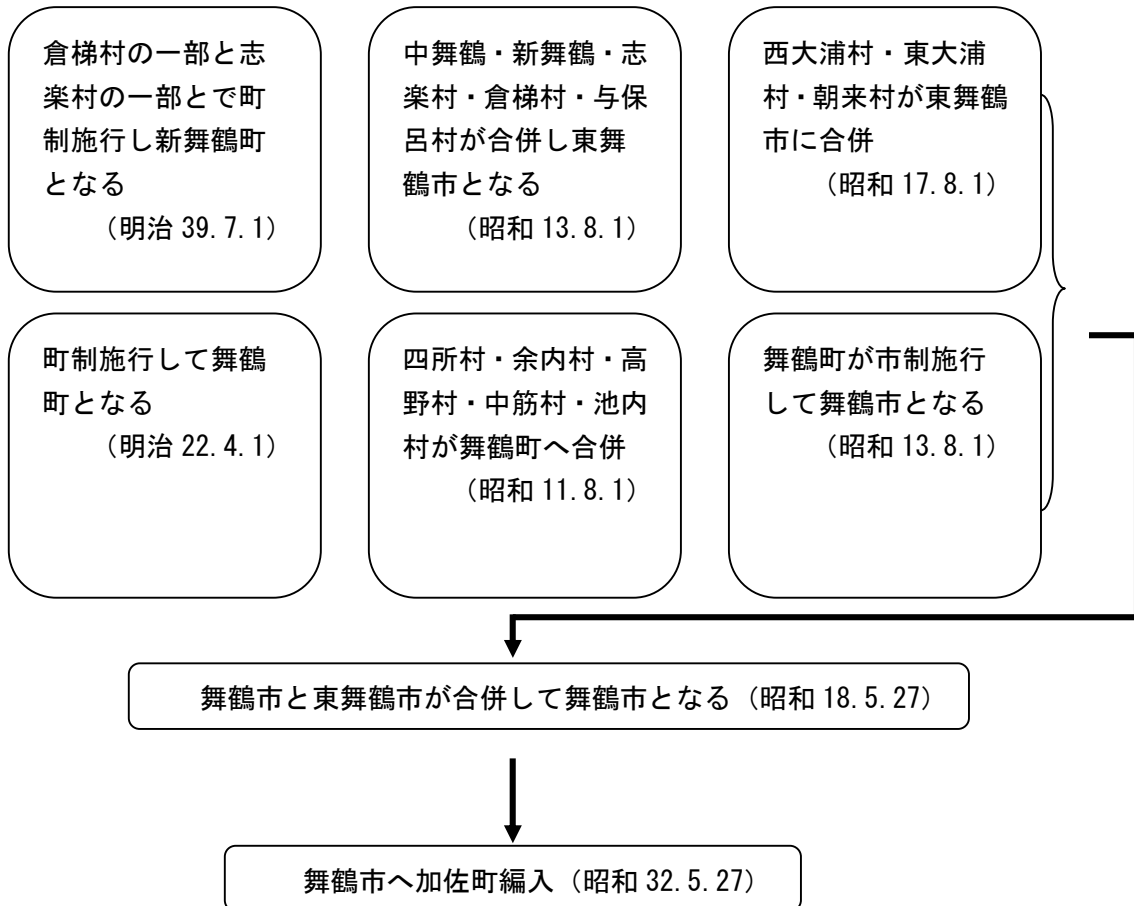 倉梯村の一部と志
楽村の一部とで町
制施行し新舞鶴町
となる
（明治 39.7.1）
中舞鶴・新舞鶴・志
楽村・倉梯村・与保
呂村が合併し東舞
鶴市となる
（昭和 13.8.1）
西大浦村・東大浦
村・朝来村が東舞鶴
市に合併
（昭和 17.8.1）
町制施行して舞鶴
町となる
（明治 22.4.1）
四所村・余内村・高
野村・中筋村・池内
村が舞鶴町へ合併
（昭和 11.8.1）
舞鶴町が市制施行
して舞鶴市となる
（昭和 13.8.1）
舞鶴市と東舞鶴市が合併して舞鶴市となる（昭和 18.5.27）
舞鶴市へ加佐町編入（昭和 32.5.27）